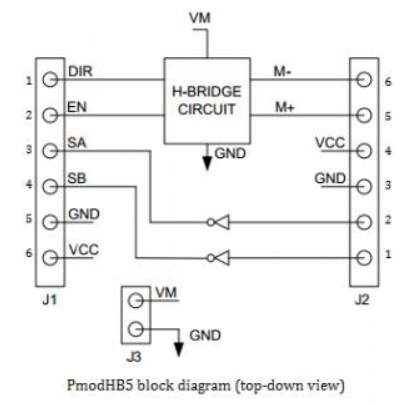 VM
1 DIR H-BRIDGE CIRCUIT M- 6
2 EN M+ 5
3 SA GND VCC 4
4 SB GND 3
5 GND 2
6 VCC 1
J1 J2
VM
GND
J3
PmodHB5 block diagram (top-down view)